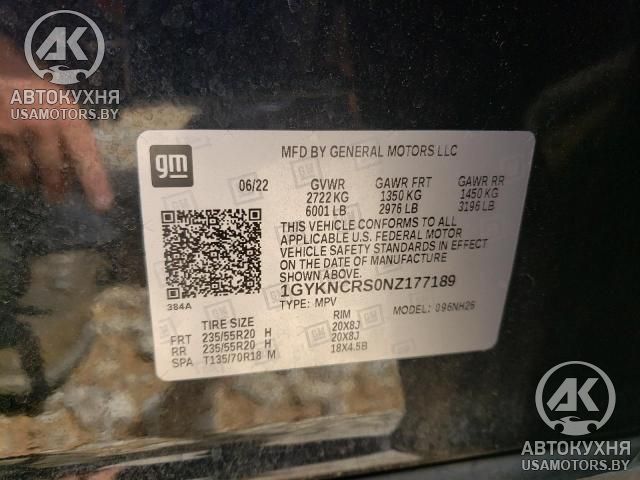 АК
АВТОКУХНЯ
USAMOTORS.BY
gm
MFD BY GENERAL MOTORS LLC
06/22 GVWR GAWR FRT GAWR RR
2722 KG 1350 KG 1450 KG
6001 LB 2976 LB 3196 LB
THIS VEHICLE CONFORMS TO ALL
APPLICABLE U.S. FEDERAL MOTOR
VEHICLE SAFETY STANDARDS IN EFFECT
ON THE DATE OF MANUFACTURE
SHOWN ABOVE.
384A
1GYKNCRS0NZ177189
TYPE: MPV MODEL: 096NH26
TIRE SIZE RIM
FRT 235/55R20 H 20X8J
RR 235/55R20 H 20X8J
SPA T135/70R18 M 18X4.5B
АК
АВТОКУХНЯ
USAMOTORS.BY